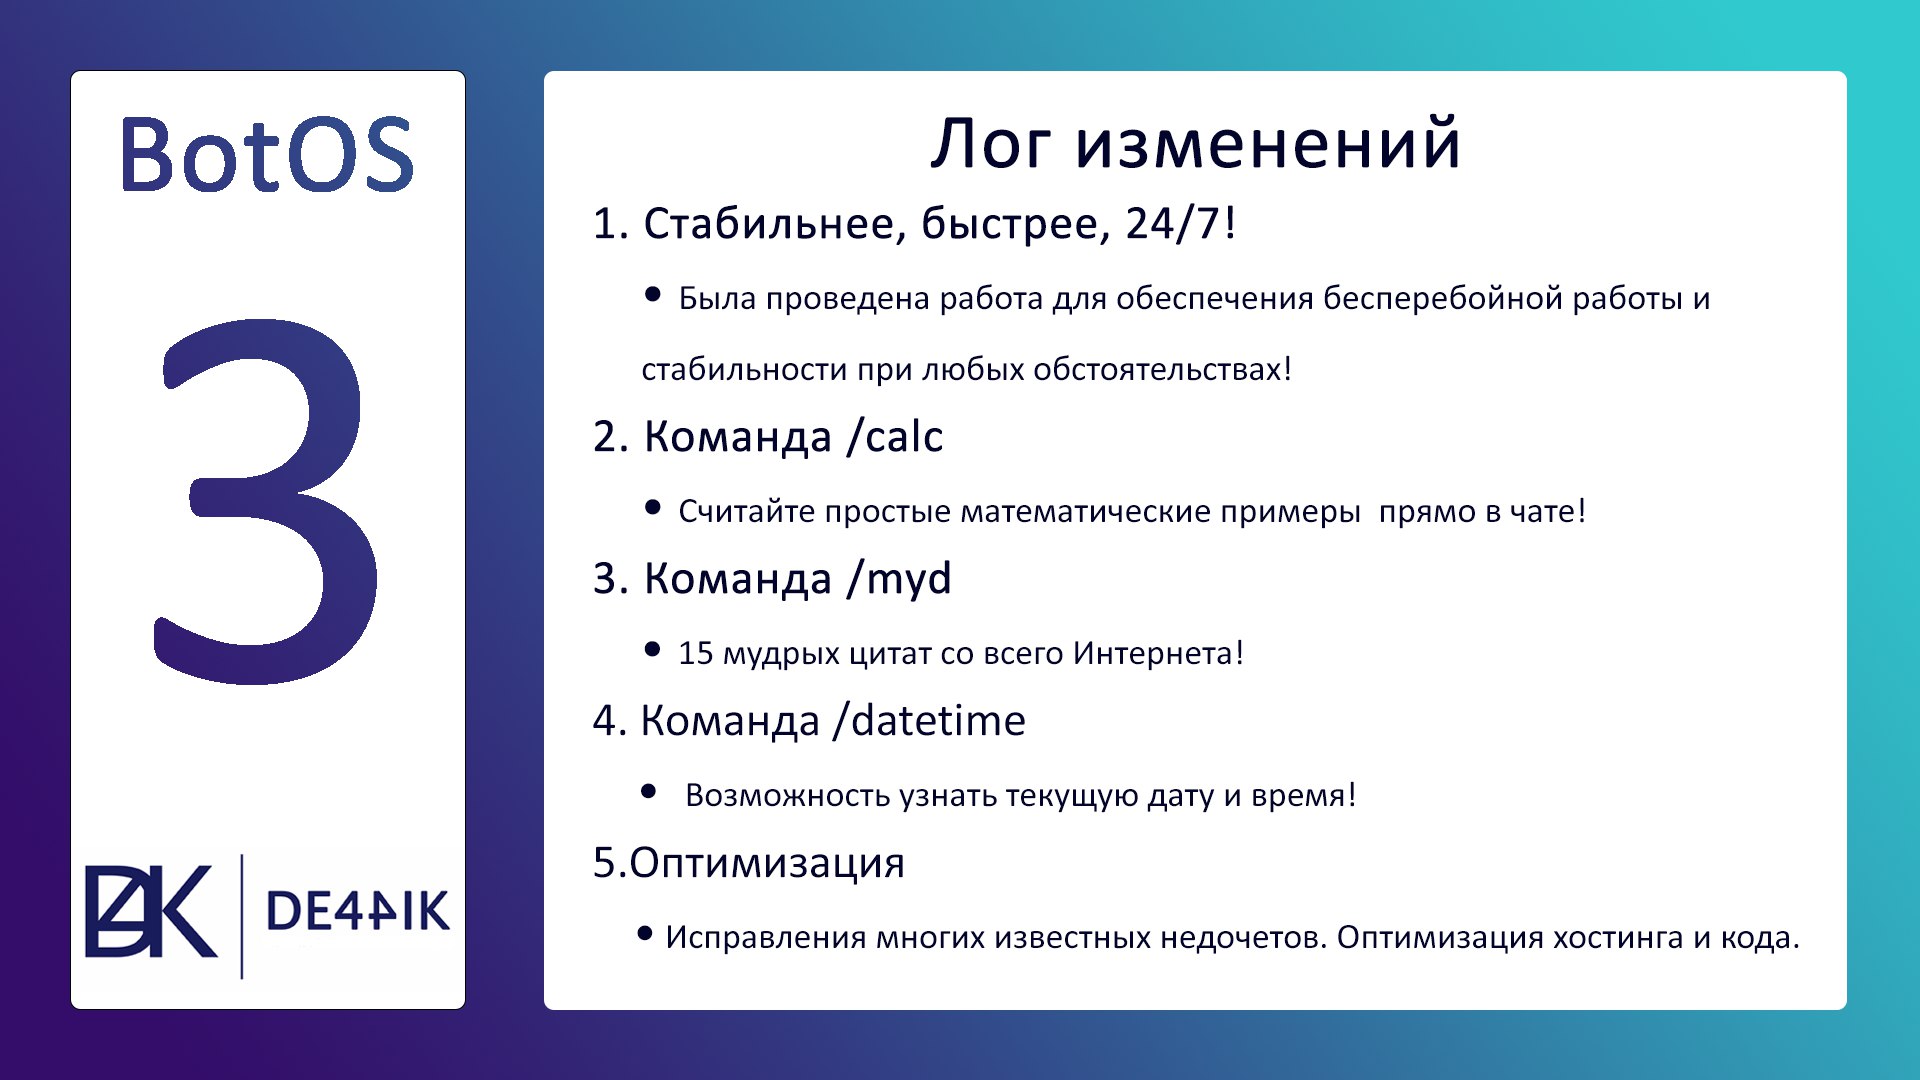 BotOS
3
DE44IK
Лог изменений
1. Стабильнее, быстрее, 24/7!
• Была проведена работа для обеспечения бесперебойной работы и
стабильности при любых обстоятельствах!
2. Команда /calc
• Считайте простые математические примеры  прямо в чате!
3. Команда /myd
• 15 мудрых цитат со всего Интернета!
4. Команда /datetime
• Возможность узнать текущую дату и время!
5.Оптимизация
• Исправления многих известных недочетов. Оптимизация хостинга и кода.